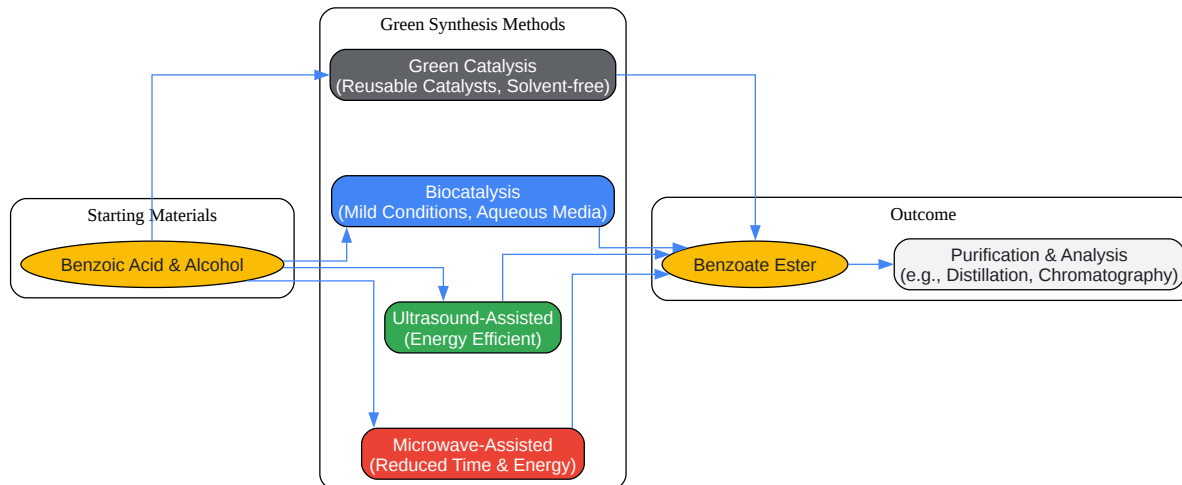 Green Synthesis Methods
Green Catalysis
(Reusable Catalysts, Solvent-free)
Biocatalysis
(Mild Conditions, Aqueous Media)
Starting Materials
Outcome
Benzoic Acid & Alcohol
Benzoate Ester
Purification & Analysis
(e.g., Distillation, Chromatography)
Ultrasound-Assisted
(Energy Efficient)
Microwave-Assisted
(Reduced Time & Energy)